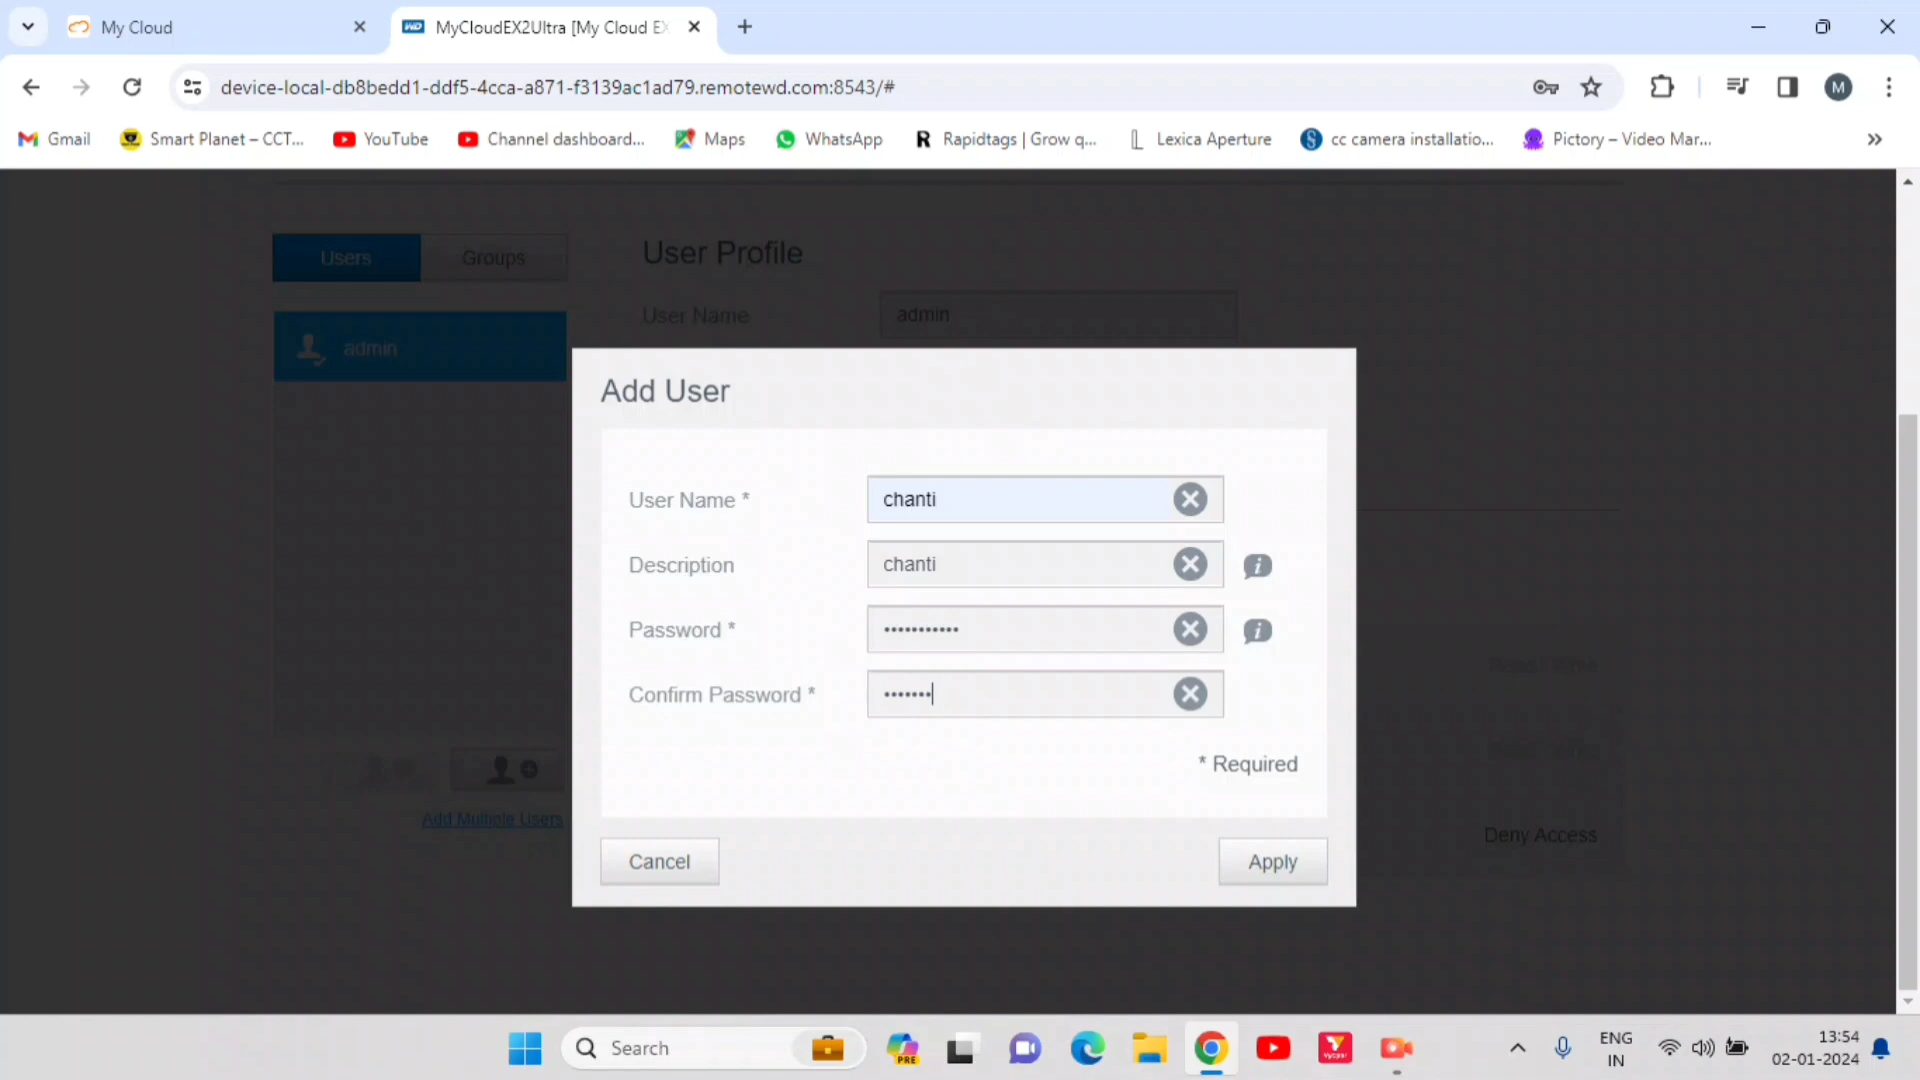 My Cloud
WD MyCloudEX2Ultra [My Cloud EX
device-local-db8bedd1-ddf5-4cca-a871-f3139ac1ad79.remotewd.com:8543/#
M
Gmail
Smart Planet – CCT...
YouTube
Channel dashboard...
Maps
WhatsApp
R Rapidtags | Grow q...
Lexica Aperture
cc camera installatio...
Pictory – Video Mar...
Users
Groups
User Profile
User Name
admin
admin
Add User
User Name *
chanti
Description
chanti
Password *
•••••••••••
Confirm Password *
•••••••
* Required
Cancel
Apply
Add Multiple Users
Deny Access
Search
PRE
ENG
IN
13:54
02-01-2024